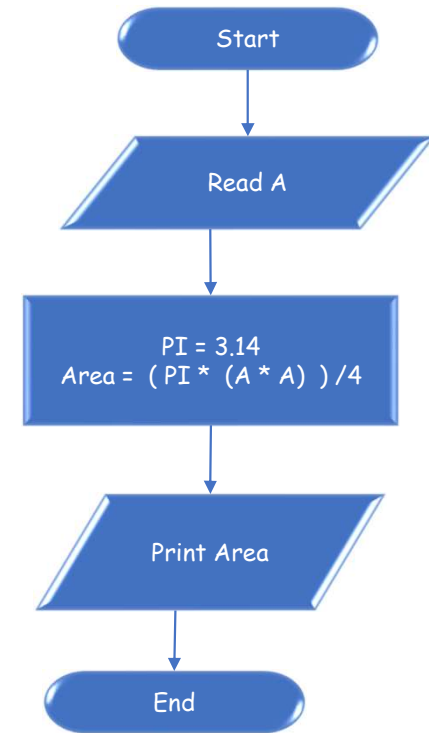 Start
Read A
PI = 3.14
Area = ( PI * (A * A) ) /4
Print Area
End